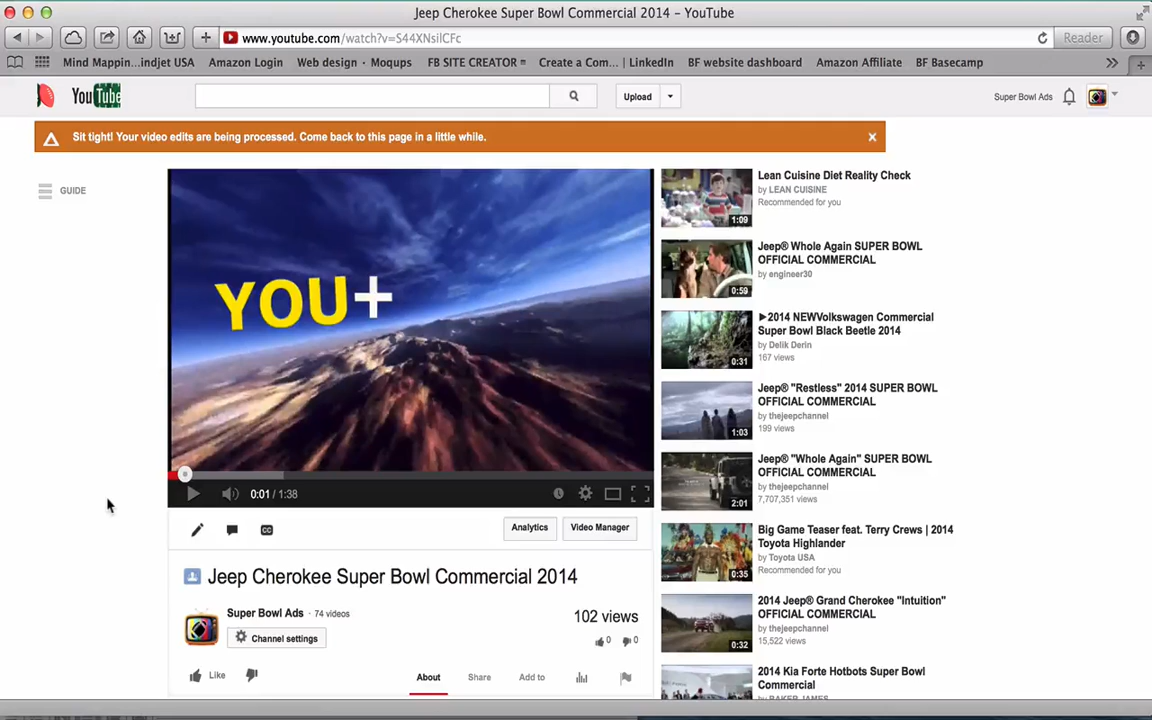 Jeep Cherokee Super Bowl Commercial 2014 – YouTube
www.youtube.com/watch?v=S44XNsilCFc
Reader
Mind Mappin...indjet USA
Amazon Login
Web design • Moqups
FB SITE CREATOR
Create a Com... | LinkedIn
BF website dashboard
Amazon Affiliate
BF Basecamp
YouTube
Upload
Super Bowl Ads
Sit tight! Your video edits are being processed. Come back to this page in a little while.
GUIDE
YOU+
0:01 / 1:38
CC
Analytics
Video Manager
Jeep Cherokee Super Bowl Commercial 2014
Super Bowl Ads · 74 videos
Channel settings
102 views
0
0
Like
About
Share
Add to
1:09
Lean Cuisine Diet Reality Check
by LEAN CUISINE
Recommended for you
0:59
Jeep® Whole Again SUPER BOWL
OFFICIAL COMMERCIAL
by engineer30
0:31
►2014 NEWVolkswagen Commercial
Super Bowl Black Beetle 2014
by Delik Derin
167 views
1:03
Jeep® "Restless" 2014 SUPER BOWL
OFFICIAL COMMERCIAL
by thejeepchannel
199 views
2:01
Jeep® "Whole Again" SUPER BOWL
OFFICIAL COMMERCIAL
by thejeepchannel
7,707,351 views
0:35
Big Game Teaser feat. Terry Crews | 2014
Toyota Highlander
by Toyota USA
Recommended for you
0:32
2014 Jeep® Grand Cherokee "Intuition"
OFFICIAL COMMERCIAL
by thejeepchannel
15,522 views
2014 Kia Forte Hotbots Super Bowl
Commercial
by BAKER JAMES